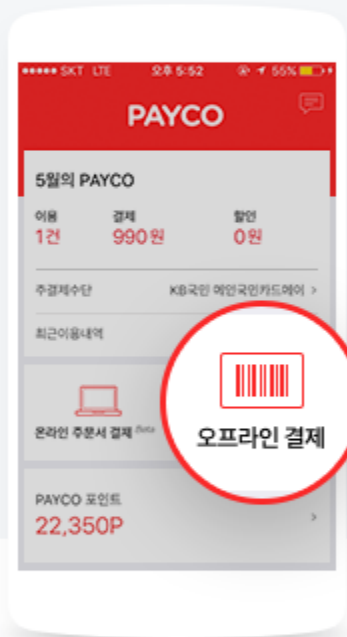 SKT LTE 오후 5:52 55%
PAYCO
5월의 PAYCO
이용 결제 할인
1건 990원 0원
주결제수단 KB국민 메인국민카드메이 >
최근이용내역
온라인 주문서 결제 Beta
오프라인 결제
PAYCO 포인트
22,350P >